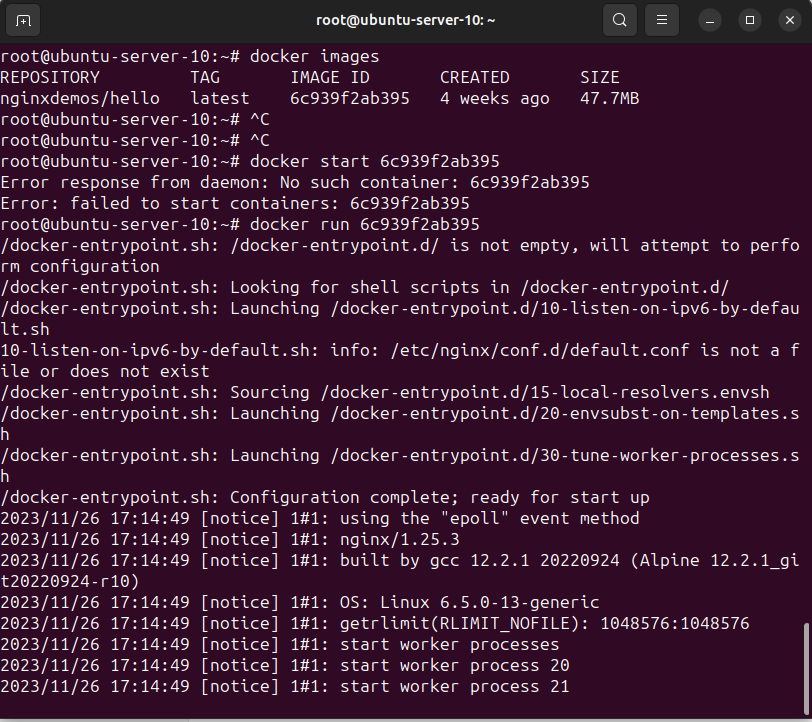 root@ubuntu-server-10: ~
root@ubuntu-server-10:~# docker images
REPOSITORY         TAG       IMAGE ID       CREATED       SIZE
nginxdemos/hello   latest    6c939f2ab395   4 weeks ago   47.7MB
root@ubuntu-server-10:~# ^C
root@ubuntu-server-10:~# ^C
root@ubuntu-server-10:~# docker start 6c939f2ab395
Error response from daemon: No such container: 6c939f2ab395
Error: failed to start containers: 6c939f2ab395
root@ubuntu-server-10:~# docker run 6c939f2ab395
/docker-entrypoint.sh: /docker-entrypoint.d/ is not empty, will attempt to perfo
rm configuration
/docker-entrypoint.sh: Looking for shell scripts in /docker-entrypoint.d/
/docker-entrypoint.sh: Launching /docker-entrypoint.d/10-listen-on-ipv6-by-defau
lt.sh
10-listen-on-ipv6-by-default.sh: info: /etc/nginx/conf.d/default.conf is not a f
ile or does not exist
/docker-entrypoint.sh: Sourcing /docker-entrypoint.d/15-local-resolvers.envsh
/docker-entrypoint.sh: Launching /docker-entrypoint.d/20-envsubst-on-templates.s
h
/docker-entrypoint.sh: Launching /docker-entrypoint.d/30-tune-worker-processes.s
h
/docker-entrypoint.sh: Configuration complete; ready for start up
2023/11/26 17:14:49 [notice] 1#1: using the "epoll" event method
2023/11/26 17:14:49 [notice] 1#1: nginx/1.25.3
2023/11/26 17:14:49 [notice] 1#1: built by gcc 12.2.1 20220924 (Alpine 12.2.1_gi
t20220924-r10)
2023/11/26 17:14:49 [notice] 1#1: OS: Linux 6.5.0-13-generic
2023/11/26 17:14:49 [notice] 1#1: getrlimit(RLIMIT_NOFILE): 1048576:1048576
2023/11/26 17:14:49 [notice] 1#1: start worker processes
2023/11/26 17:14:49 [notice] 1#1: start worker process 20
2023/11/26 17:14:49 [notice] 1#1: start worker process 21